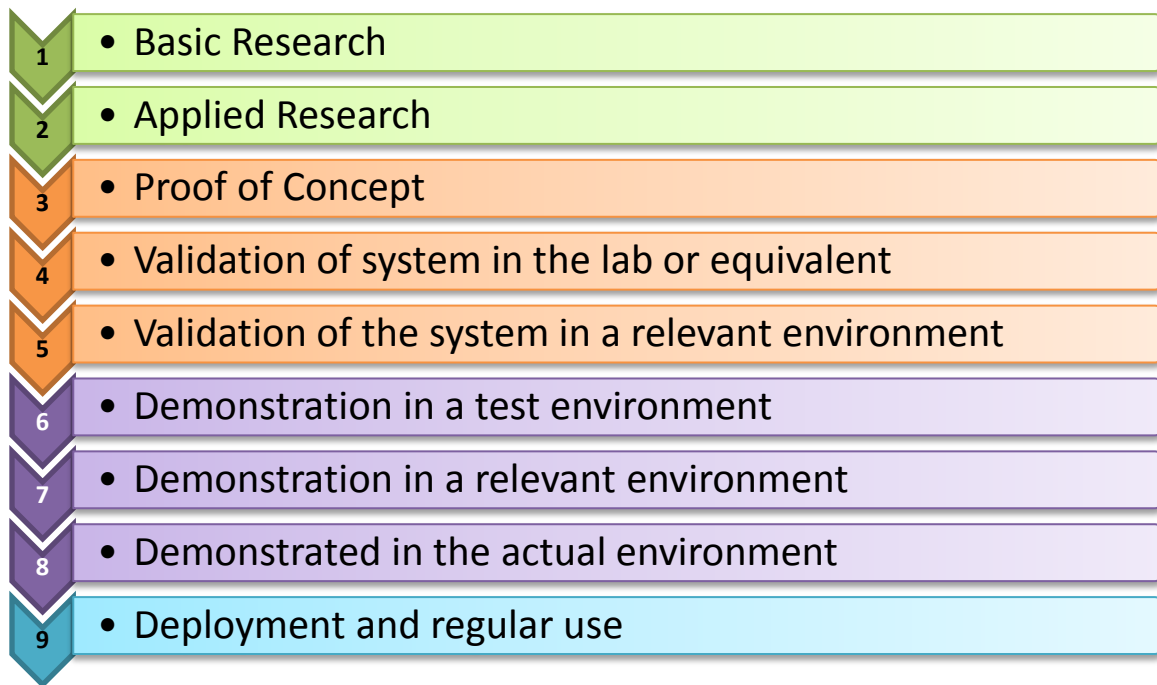 1 • Basic Research
2 • Applied Research
3 • Proof of Concept
4 • Validation of system in the lab or equivalent
5 • Validation of the system in a relevant environment
6 • Demonstration in a test environment
7 • Demonstration in a relevant environment
8 • Demonstrated in the actual environment
9 • Deployment and regular use